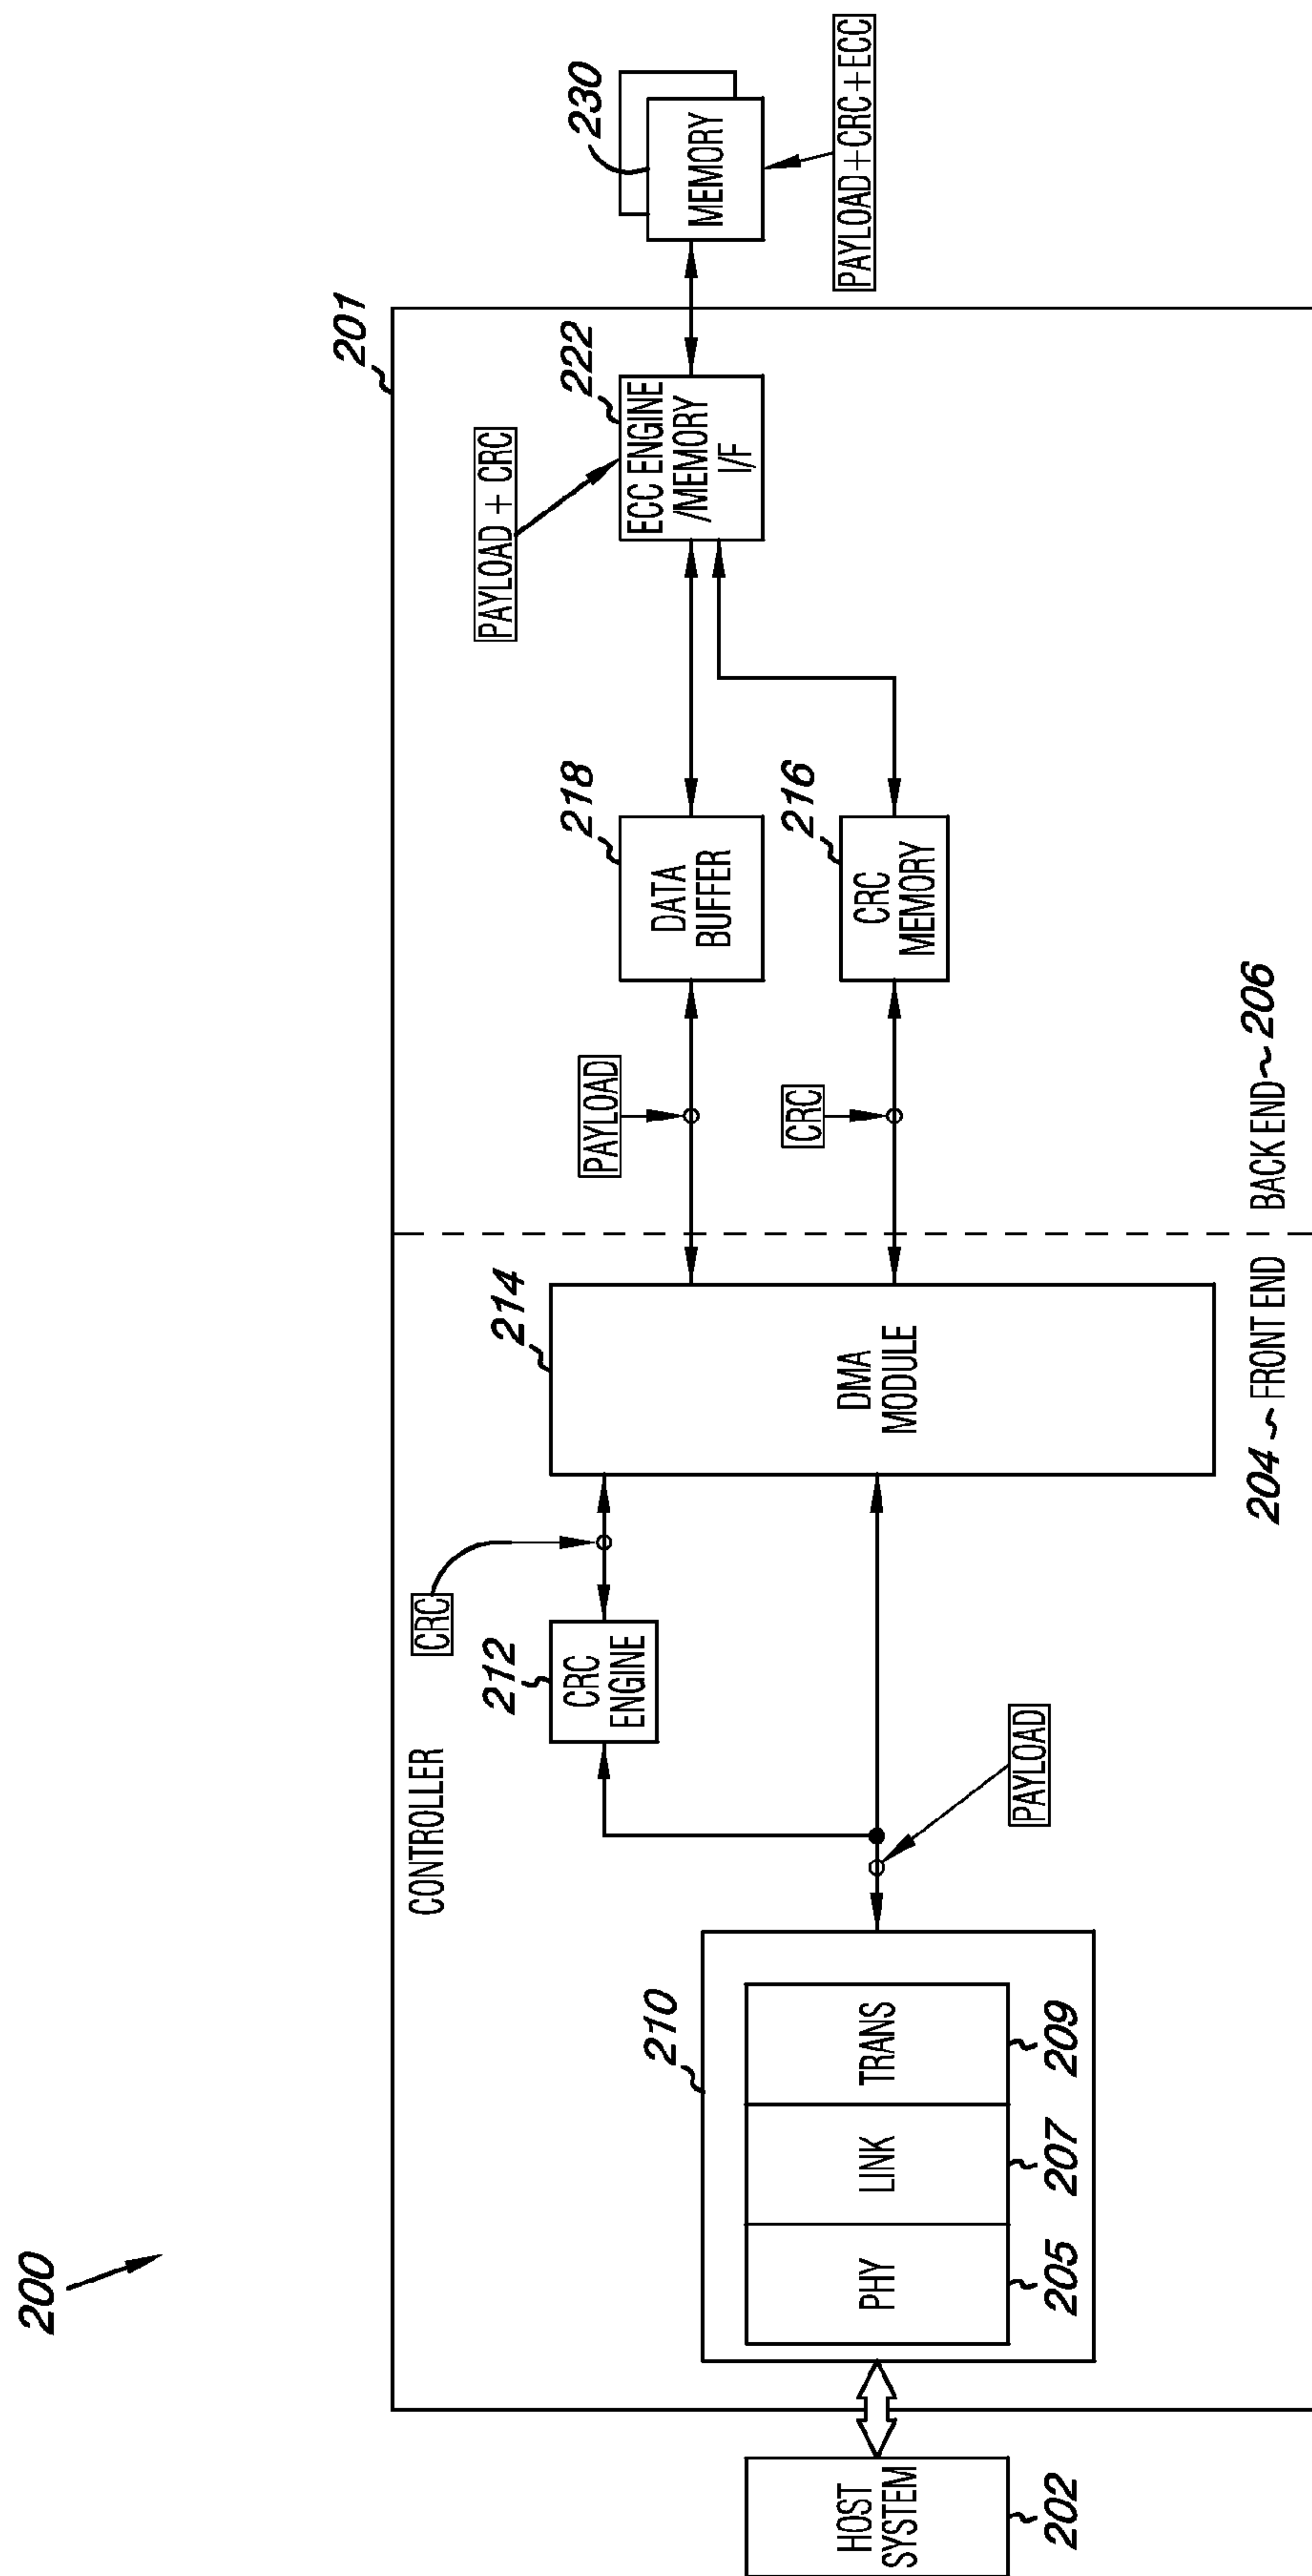 200
201
CONTROLLER
HOST
SYSTEM
202
210
PHY
LINK
TRANS
205
207
209
PAYLOAD
212
CRC
ENGINE
CRC
214
DMA
MODULE
204
FRONT END
BACK END
206
PAYLOAD
CRC
218
DATA
BUFFER
216
CRC
MEMORY
PAYLOAD + CRC
222
ECC ENGINE
/MEMORY
I/F
230
MEMORY
PAYLOAD+CRC+ECC